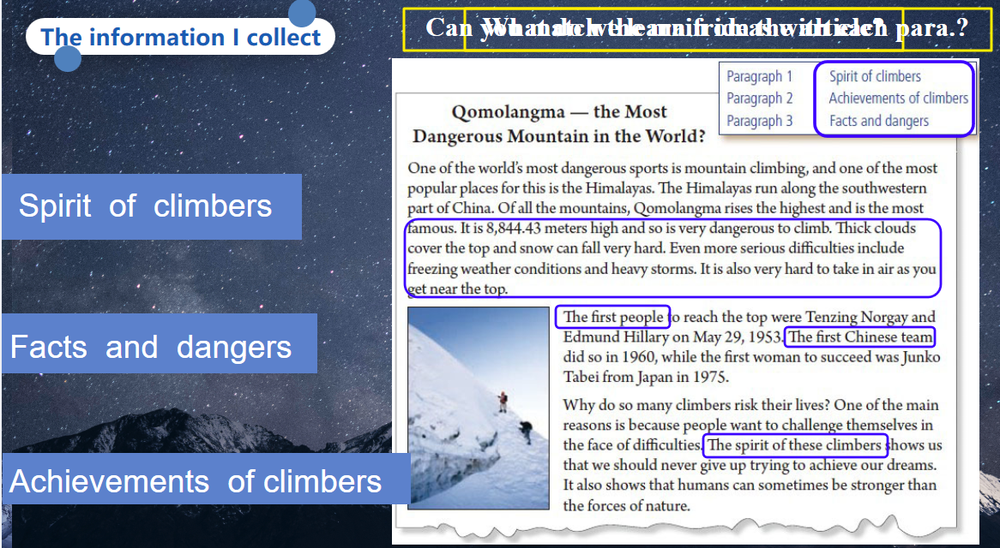 The information I collect
Can you match the main ideas with each para.?
What do we learn from the article?
Paragraph 1 Spirit of climbers
Paragraph 2 Achievements of climbers
Paragraph 3 Facts and dangers
Qomolangma — the Most
Dangerous Mountain in the World?
One of the world's most dangerous sports is mountain climbing, and one of the most
popular places for this is the Himalayas. The Himalayas run along the southwestern
part of China. Of all the mountains, Qomolangma rises the highest and is the most
famous. It is 8,844.43 meters high and so is very dangerous to climb. Thick clouds
cover the top and snow can fall very hard. Even more serious difficulties include
freezing weather conditions and heavy storms. It is also very hard to take in air as you
get near the top.
The first people to reach the top were Tenzing Norgay and
Edmund Hillary on May 29, 1953. The first Chinese team
did so in 1960, while the first woman to succeed was Junko
Tabei from Japan in 1975.
Why do so many climbers risk their lives? One of the main
reasons is because people want to challenge themselves in
the face of difficulties. The spirit of these climbers shows us
that we should never give up trying to achieve our dreams.
It also shows that humans can sometimes be stronger than
the forces of nature.
Spirit of climbers
Facts and dangers
Achievements of climbers